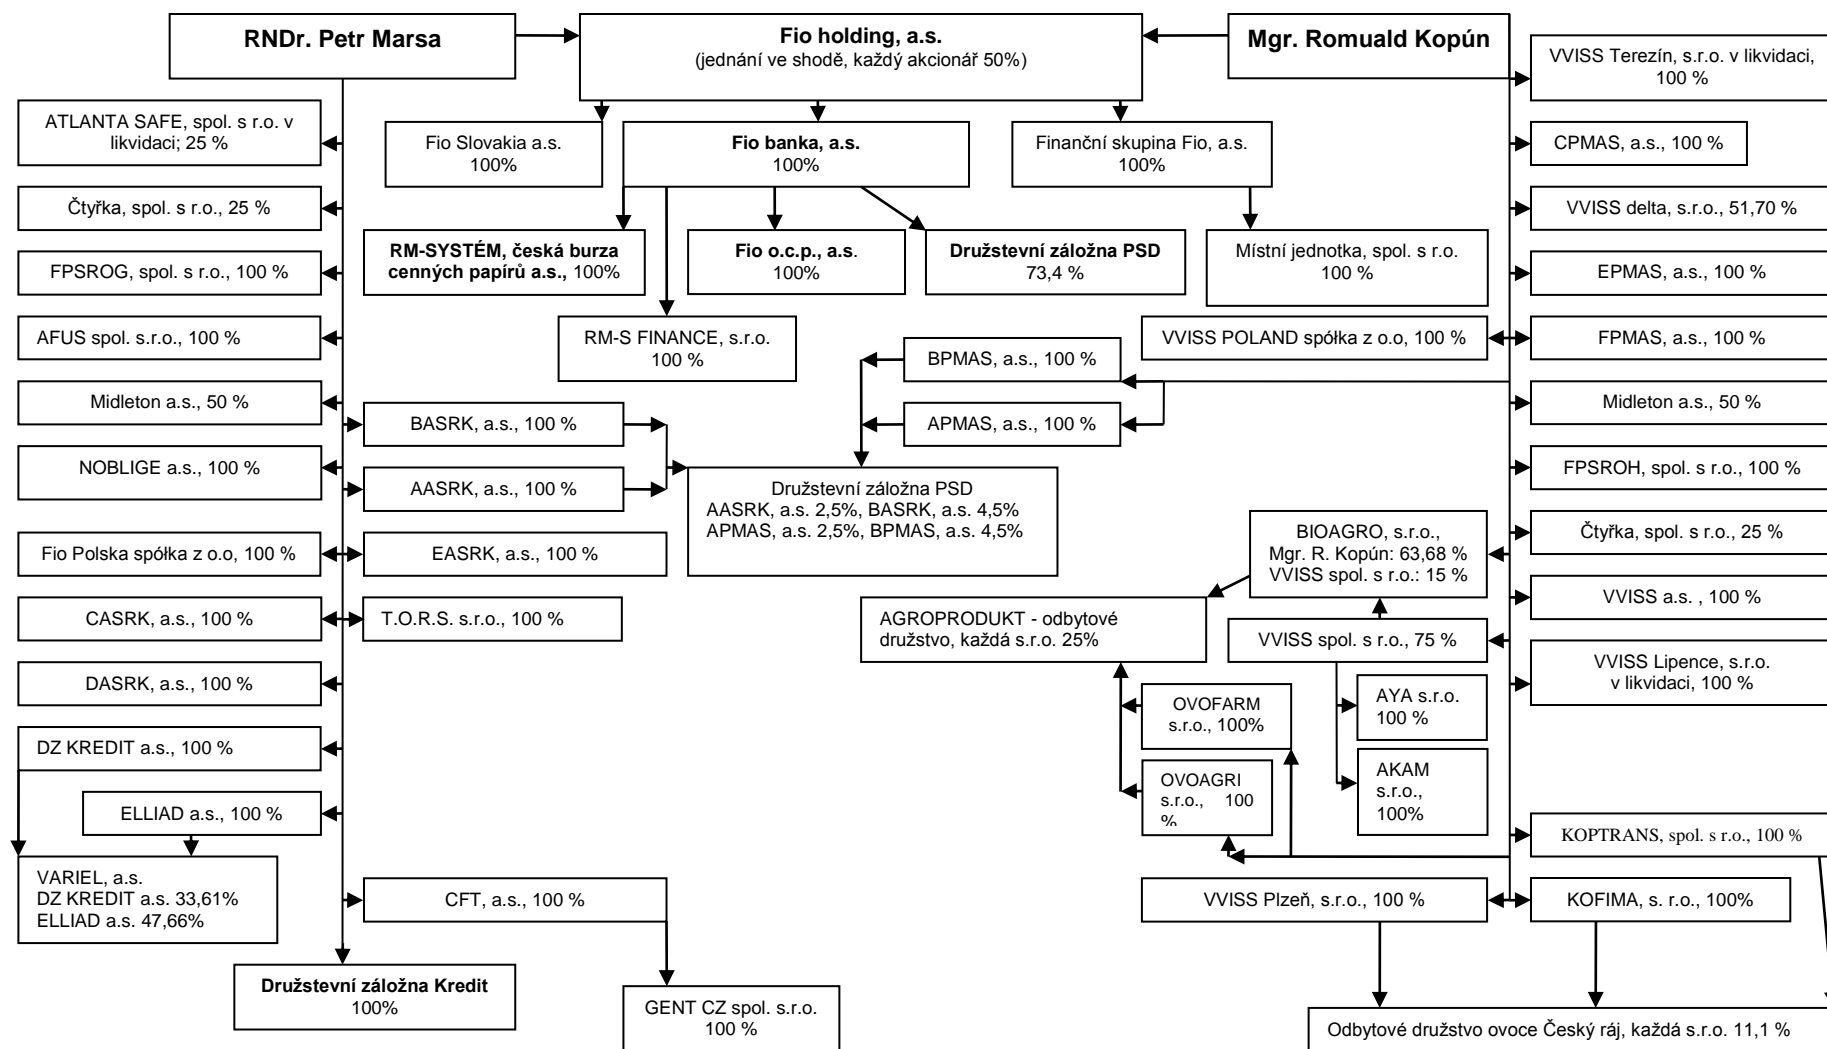 RNDr. Petr Marsa
Fio holding, a.s.
(jednání ve shodě, každý akcionář 50%)
Mgr. Romuald Kopún
VVISS Terezín, s.r.o. v likvidaci,
100 %
ATLANTA SAFE, spol. s r.o. v
likvidaci; 25 %
Fio Slovakia a.s.
100%
Fio banka, a.s.
100%
Finanční skupina Fio, a.s.
100%
CPMAS, a.s., 100 %
Čtyřka, spol. s r.o., 25 %
VVISS delta, s.r.o., 51,70 %
RM-SYSTÉM, česká burza
cenných papírů a.s., 100%
Fio o.c.p., a.s.
100%
Družstevní záložna PSD
73,4 %
Místní jednotka, spol. s r.o.
100 %
FPSROG, spol. s r.o., 100 %
EPMAS, a.s., 100 %
AFUS spol. s.r.o., 100 %
RM-S FINANCE, s.r.o.
100 %
BPMAS, a.s., 100 %
VVISS POLAND spółka z o.o, 100 %
FPMAS, a.s., 100 %
Midleton a.s., 50 %
BASRK, a.s., 100 %
APMAS, a.s., 100 %
Midleton a.s., 50 %
NOBLIGE a.s., 100 %
AASRK, a.s., 100 %
Družstevní záložna PSD
AASRK, a.s. 2,5%, BASRK, a.s. 4,5%
APMAS, a.s. 2,5%, BPMAS, a.s. 4,5%
FPSROH, spol. s r.o., 100 %
Fio Polska spółka z o.o, 100 %
EASRK, a.s., 100 %
BIOAGRO, s.r.o.,
Mgr. R. Kopún: 63,68 %
VVISS spol. s r.o.: 15 %
Čtyřka, spol. s r.o., 25 %
CASRK, a.s., 100 %
T.O.R.S. s.r.o., 100 %
AGROPRODUKT - odbytové
družstvo, každá s.r.o. 25%
VVISS spol. s r.o., 75 %
VVISS a.s. , 100 %
DASRK, a.s., 100 %
VVISS Lipence, s.r.o.
v likvidaci, 100 %
OVOFARM
s.r.o., 100%
AYA s.r.o.
100 %
DZ KREDIT a.s., 100 %
OVOAGRI
s.r.o., 100
%
AKAM
s.r.o.,
100%
ELLIAD a.s., 100 %
KOPTRANS, spol. s r.o., 100 %
VARIEL, a.s.
DZ KREDIT a.s. 33,61%
ELLIAD a.s. 47,66%
CFT, a.s., 100 %
VVISS Plzeň, s.r.o., 100 %
KOFIMA, s. r.o., 100%
Družstevní záložna Kredit
100%
GENT CZ spol. s.r.o.
100 %
Odbytové družstvo ovoce Český ráj, každá s.r.o. 11,1 %